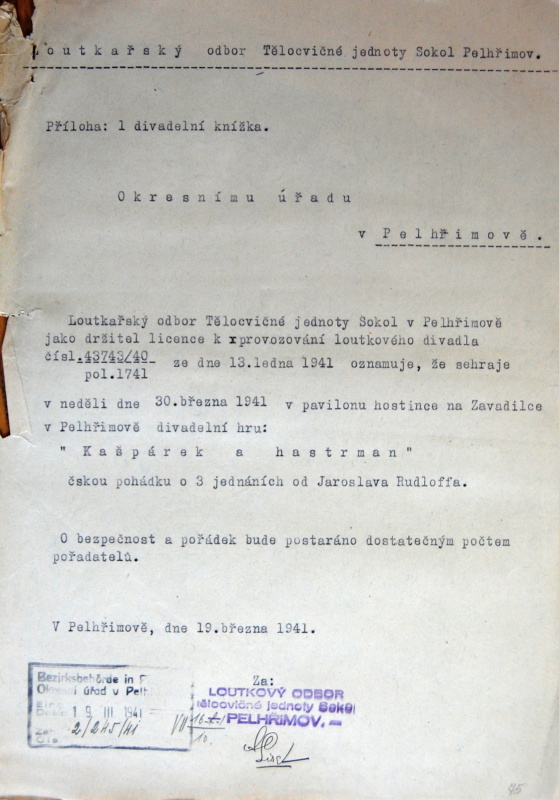 Loutkařský odbor Tělocvičné jednoty Sokol Pelhřimov.
Příloha: 1 divadelní knížka.
Okresnímu úřadu
v Pelhřimově.
Loutkařský odbor Tělocvičné jednoty Sokol v Pelhřimově
jako držitel licence k xprovozování loutkového divadla
čísl.43743/40 ze dne 13.ledna 1941 oznamuje, že sehraje
pol.1741
v neděli dne 30.března 1941 v pavilonu hostince na Zavadilce
v Pelhřimově divadelní hru:
" Kašpárek a hastrman"
čskou pohádku o 3 jednáních od Jaroslava Rudloffa.
O bezpečnost a pořádek bude postaráno dostatečným počtem
pořadatelů.
V Pelhřimově, dne 19.března 1941.
Za:
LOUTKOVÝ ODBOR
tělocvičné jednoty Sokol
PELHŘIMOV.
Bezirksbehörde in P
úřad v Pelh
19 III 1941
2/245/41
75